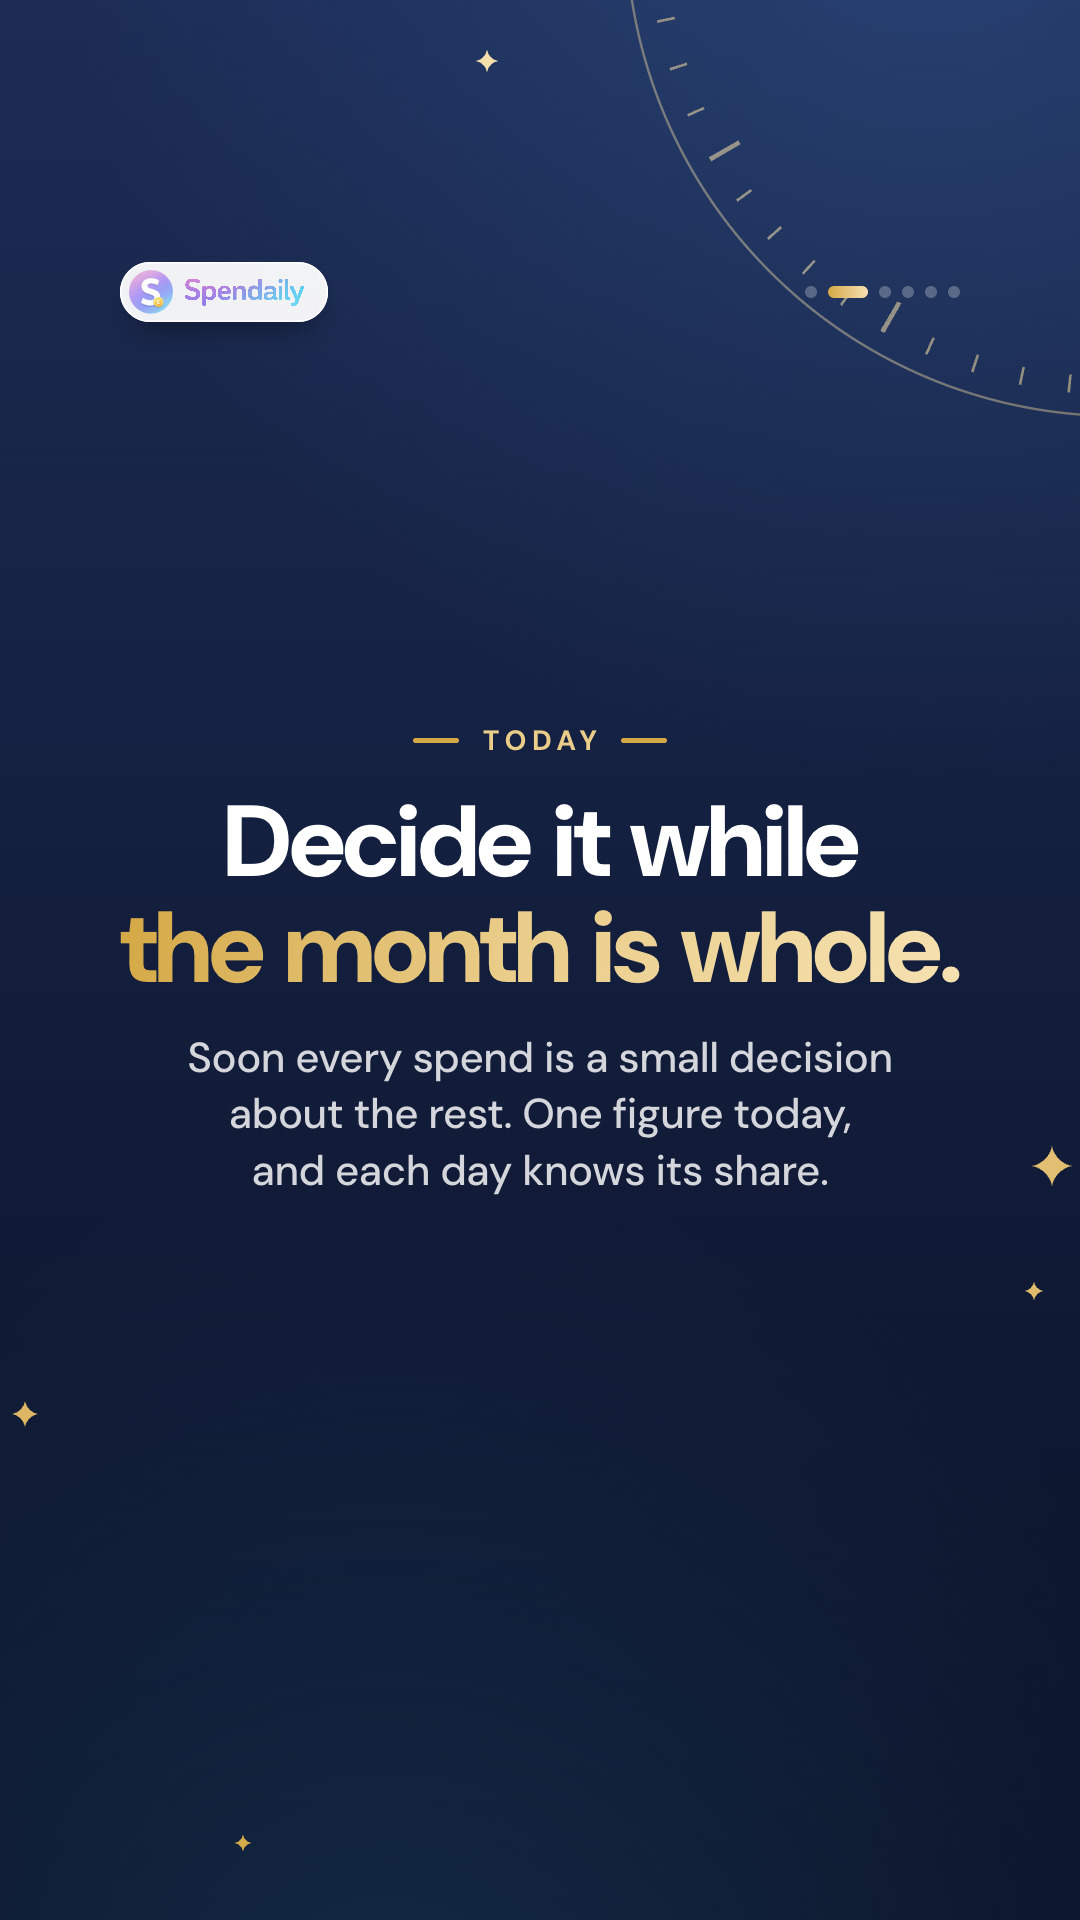 Spendaily
TODAY
Decide it while
the month is whole.
Soon every spend is a small decision
about the rest. One figure today,
and each day knows its share.